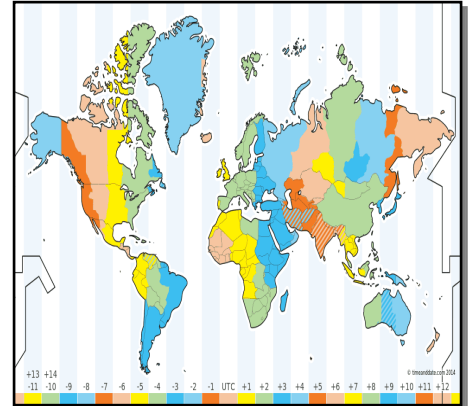 © timeanddate.com 2014
+13 +14
-11 -10 -9 -8 -7 -6 -5 -4 -3 -2 -1 UTC +1 +2 +3 +4 +5 +6 +7 +8 +9 +10 +11 +12